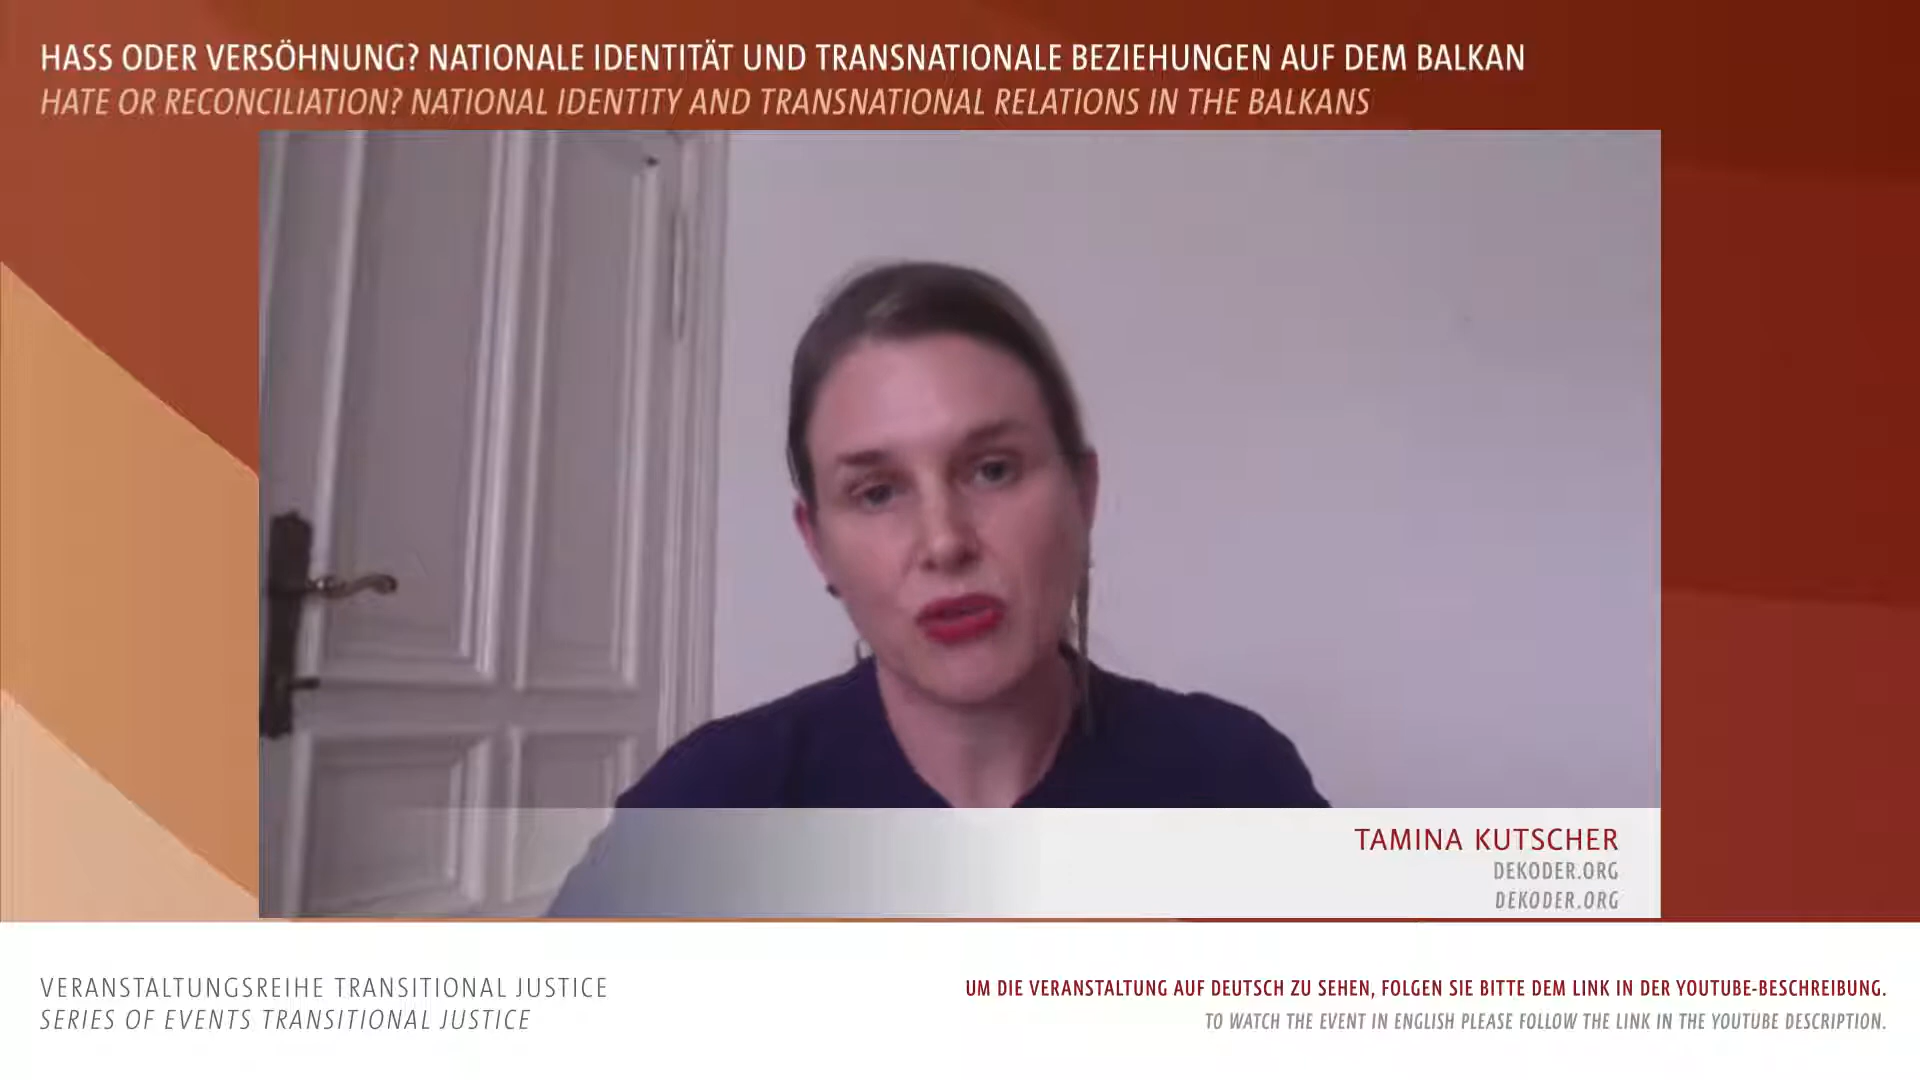 HASS ODER VERSÖHNUNG? NATIONALE IDENTITÄT UND TRANSNATIONALE BEZIEHUNGEN AUF DEM BALKAN
HATE OR RECONCILIATION? NATIONAL IDENTITY AND TRANSNATIONAL RELATIONS IN THE BALKANS
TAMINA KUTSCHER
DEKODER.ORG
DEKODER.ORG
VERANSTALTUNGSREIHE TRANSITIONAL JUSTICE
SERIES OF EVENTS TRANSITIONAL JUSTICE
UM DIE VERANSTALTUNG AUF DEUTSCH ZU SEHEN, FOLGEN SIE BITTE DEM LINK IN DER YOUTUBE-BESCHREIBUNG.
TO WATCH THE EVENT IN ENGLISH PLEASE FOLLOW THE LINK IN THE YOUTUBE DESCRIPTION.